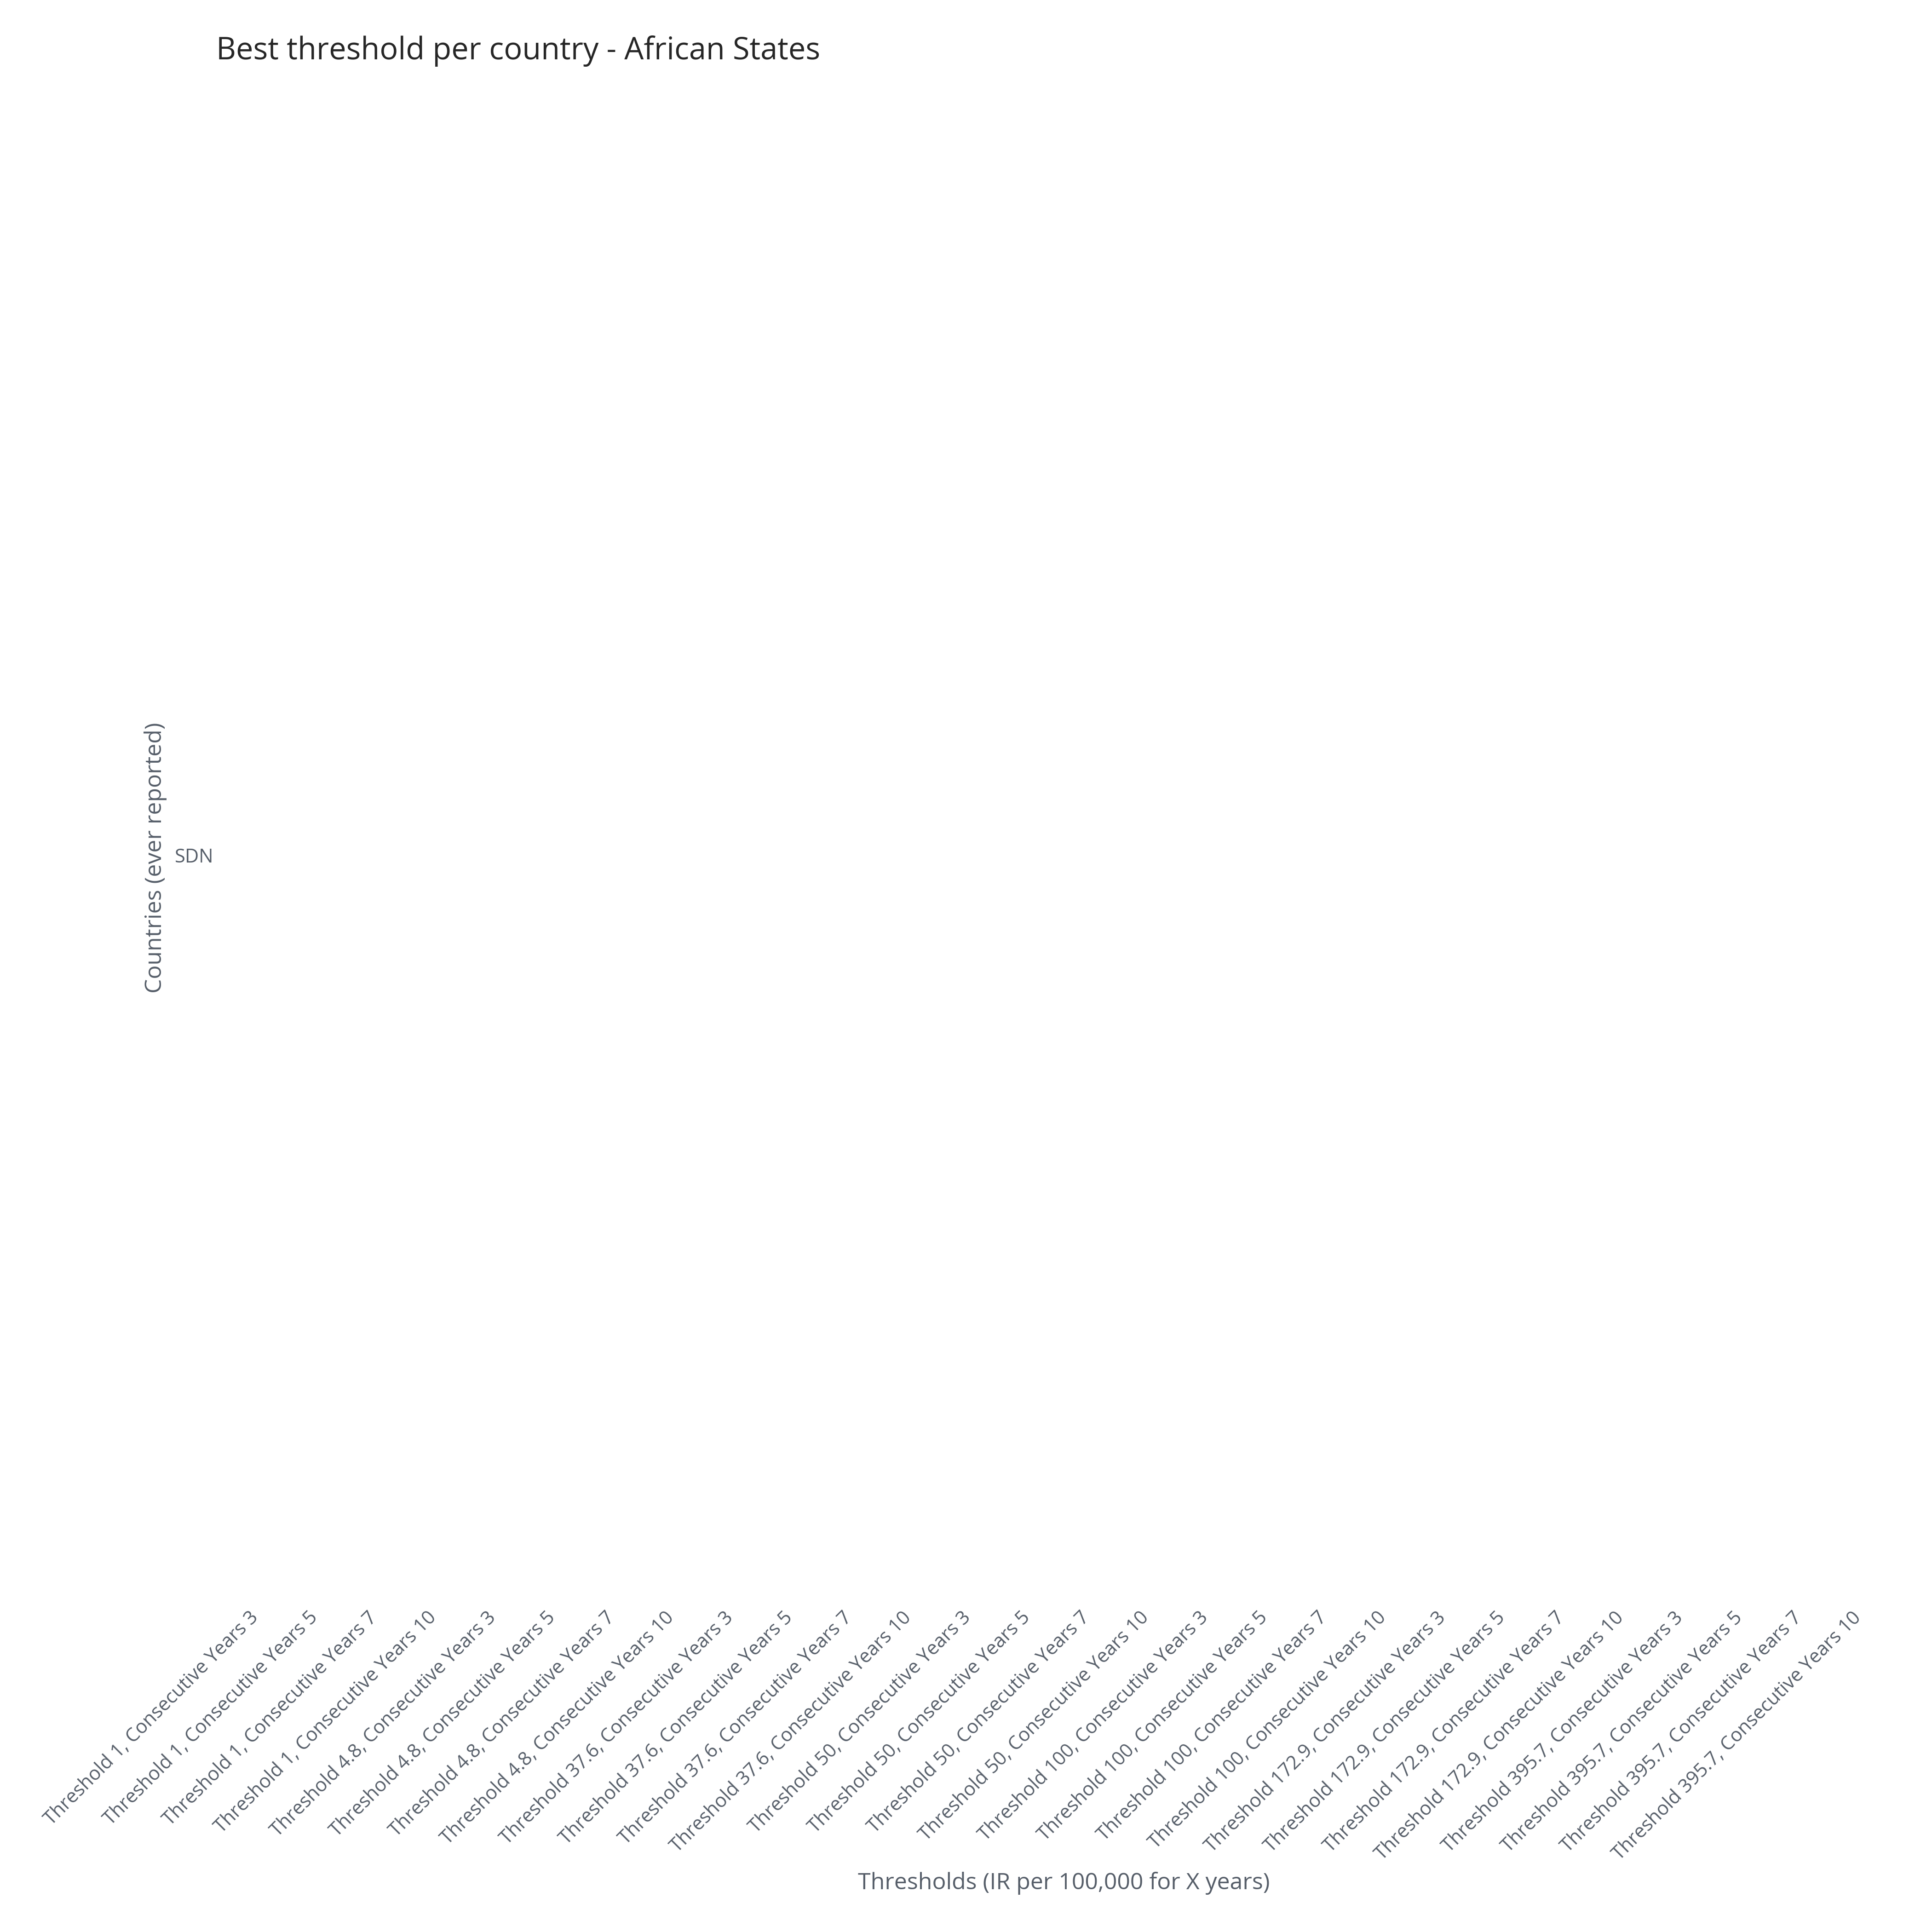 Best threshold per country - African States
Countries (ever reported)
SDN
Threshold 1, Consecutive Years 3
Threshold 1, Consecutive Years 5
Threshold 1, Consecutive Years 7
Threshold 1, Consecutive Years 10
Threshold 4.8, Consecutive Years 3
Threshold 4.8, Consecutive Years 5
Threshold 4.8, Consecutive Years 7
Threshold 4.8, Consecutive Years 10
Threshold 37.6, Consecutive Years 3
Threshold 37.6, Consecutive Years 5
Threshold 37.6, Consecutive Years 7
Threshold 37.6, Consecutive Years 10
Threshold 50, Consecutive Years 3
Threshold 50, Consecutive Years 5
Threshold 50, Consecutive Years 7
Threshold 50, Consecutive Years 10
Threshold 100, Consecutive Years 3
Threshold 100, Consecutive Years 5
Threshold 100, Consecutive Years 7
Threshold 100, Consecutive Years 10
Threshold 172.9, Consecutive Years 3
Threshold 172.9, Consecutive Years 5
Threshold 172.9, Consecutive Years 7
Threshold 172.9, Consecutive Years 10
Threshold 395.7, Consecutive Years 3
Threshold 395.7, Consecutive Years 5
Threshold 395.7, Consecutive Years 7
Threshold 395.7, Consecutive Years 10
Thresholds (IR per 100,000 for X years)